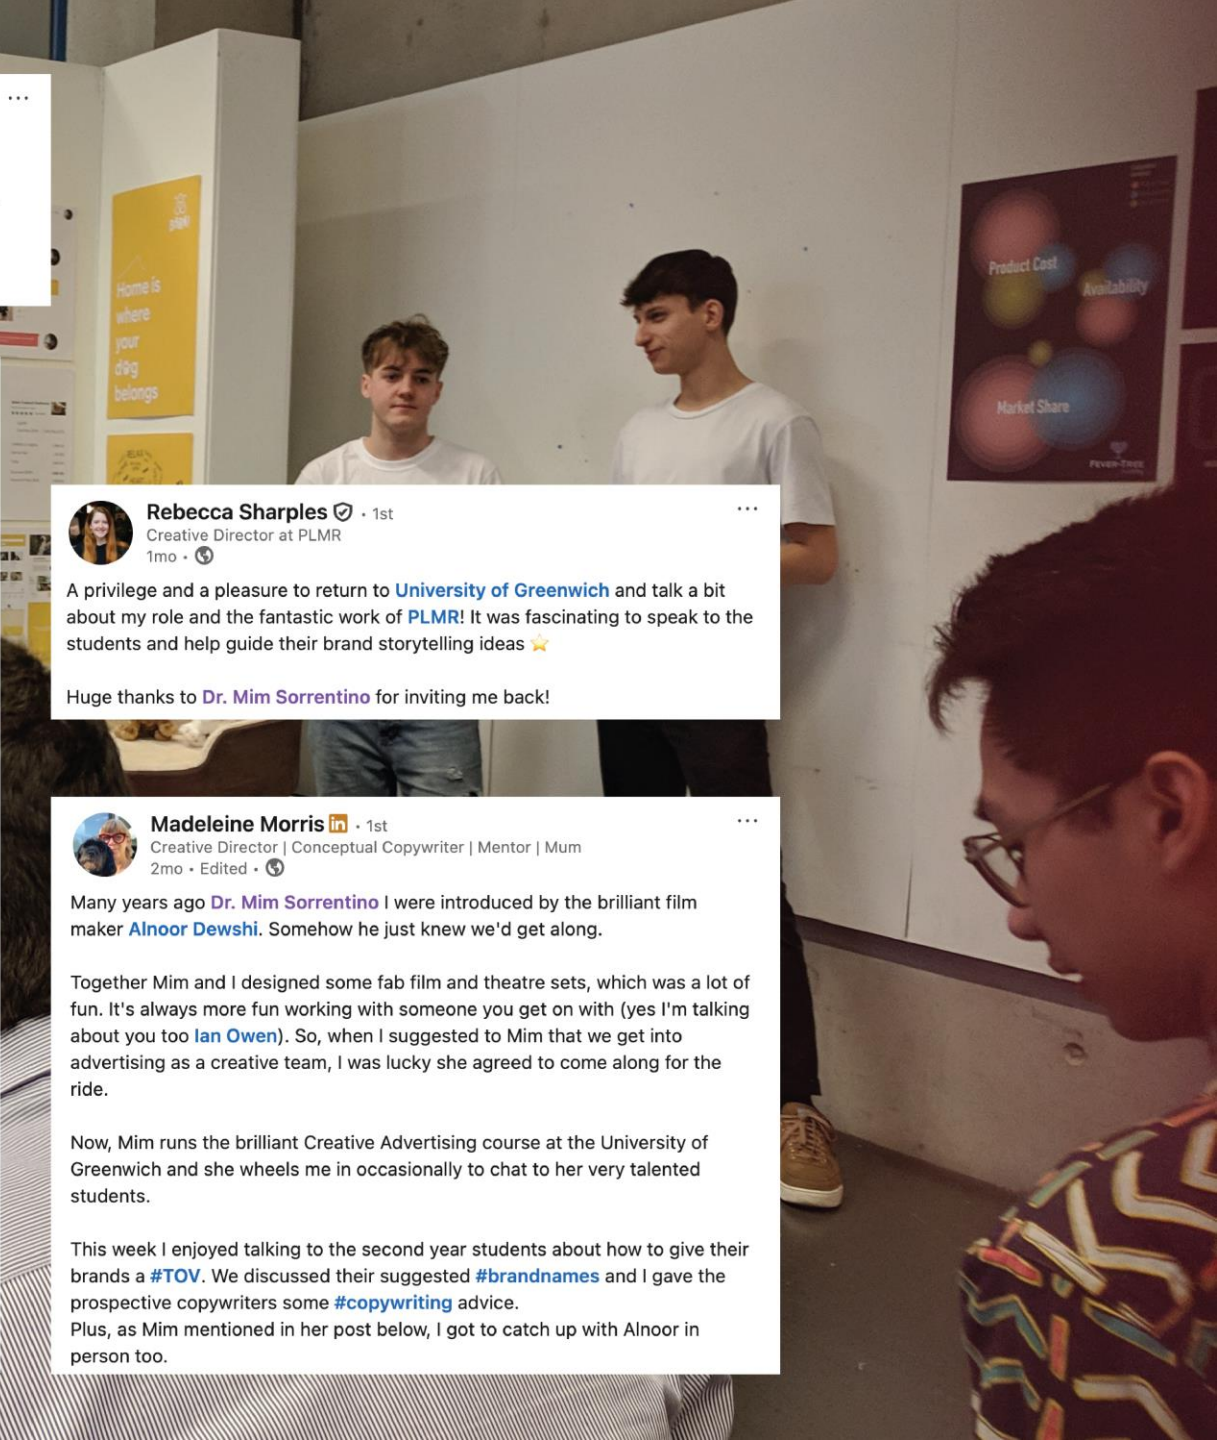 Home is
where
your
dog
belongs
Product Cost
Availability
Market Share
FEVER-TREE
Rebecca Sharples · 1st
Creative Director at PLMR
1mo •
A privilege and a pleasure to return to University of Greenwich and talk a bit
about my role and the fantastic work of PLMR! It was fascinating to speak to the
students and help guide their brand storytelling ideas ⭐
Huge thanks to Dr. Mim Sorrentino for inviting me back!
Madeleine Morris in · 1st
Creative Director | Conceptual Copywriter | Mentor | Mum
2mo • Edited •
Many years ago Dr. Mim Sorrentino I were introduced by the brilliant film
maker Alnoor Dewshi. Somehow he just knew we'd get along.
Together Mim and I designed some fab film and theatre sets, which was a lot of
fun. It's always more fun working with someone you get on with (yes I'm talking
about you too Ian Owen). So, when I suggested to Mim that we get into
advertising as a creative team, I was lucky she agreed to come along for the
ride.
Now, Mim runs the brilliant Creative Advertising course at the University of
Greenwich and she wheels me in occasionally to chat to her very talented
students.
This week I enjoyed talking to the second year students about how to give their
brands a #TOV. We discussed their suggested #brandnames and I gave the
prospective copywriters some #copywriting advice.
Plus, as Mim mentioned in her post below, I got to catch up with Alnoor in
person too.